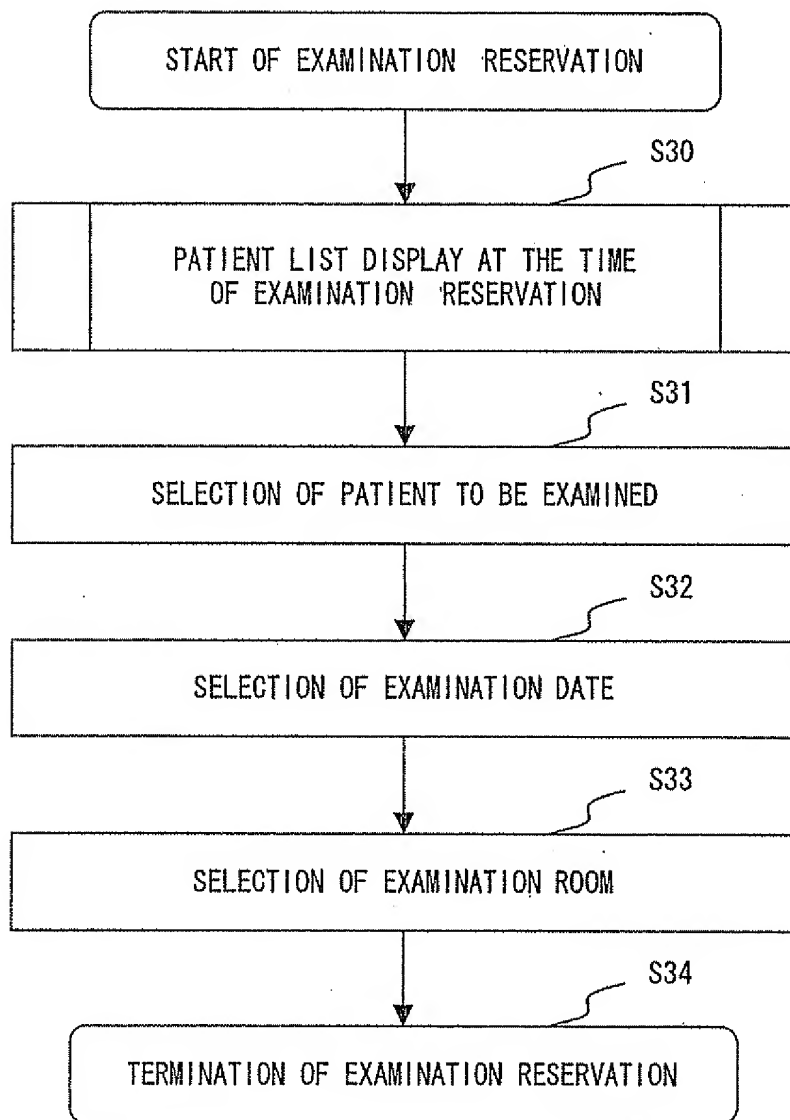 START OF EXAMINATION RESERVATION
S30
PATIENT LIST DISPLAY AT THE TIME
OF EXAMINATION RESERVATION
S31
SELECTION OF PATIENT TO BE EXAMINED
S32
SELECTION OF EXAMINATION DATE
S33
SELECTION OF EXAMINATION ROOM
S34
TERMINATION OF EXAMINATION RESERVATION